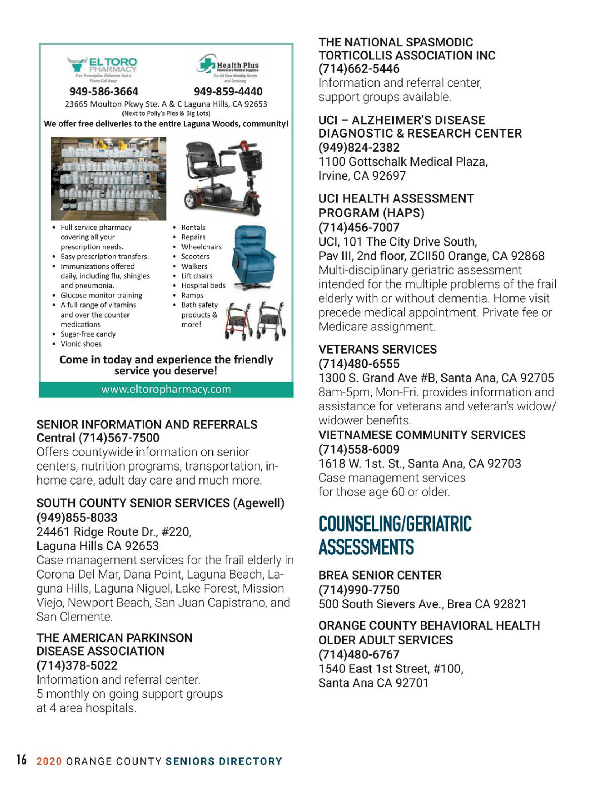 EL TORO
PHARMACY
Health Plus
949-586-3664
949-859-4440
23665 Moulton Pkwy Ste. A & C Laguna Hills, CA 92653
(Next to Polly's Pies & Big Lots)
We offer free deliveries to the entire Laguna Woods, community!
• Full service pharmacy
covering all your
prescription needs.
• Easy prescription transfers.
• Immunizations offered
daily, including flu, shingles
and pneumonia.
• Glucose monitor training
• A full range of vitamins
and over the counter
medications
• Sugar-free candy
• Vionic shoes
• Rentals
• Repairs
• Wheelchairs
• Scooters
• Walkers
• Lift chairs
• Hospital beds
• Ramps
• Bath safety
products &
more!
Come in today and experience the friendly
service you deserve!
www.eltoropharmacy.com
SENIOR INFORMATION AND REFERRALS
Central (714)567-7500
Offers countywide information on senior
centers, nutrition programs, transportation, in-
home care, adult day care and much more.
SOUTH COUNTY SENIOR SERVICES (Agewell)
(949)855-8033
24461 Ridge Route Dr., #220,
Laguna Hills CA 92653
Case management services for the frail elderly in
Corona Del Mar, Dana Point, Laguna Beach, La-
guna Hills, Laguna Niguel, Lake Forest, Mission
Viejo, Newport Beach, San Juan Capistrano, and
San Clemente.
THE AMERICAN PARKINSON
DISEASE ASSOCIATION
(714)378-5022
Information and referral center.
5 monthly on going support groups
at 4 area hospitals.
THE NATIONAL SPASMODIC
TORTICOLLIS ASSOCIATION INC
(714)662-5446
Information and referral center,
support groups available.
UCI – ALZHEIMER'S DISEASE
DIAGNOSTIC & RESEARCH CENTER
(949)824-2382
1100 Gottschalk Medical Plaza,
Irvine, CA 92697
UCI HEALTH ASSESSMENT
PROGRAM (HAPS)
(714)456-7007
UCI, 101 The City Drive South,
Pav III, 2nd floor, ZCII50 Orange, CA 92868
Multi-disciplinary geriatric assessment
intended for the multiple problems of the frail
elderly with or without dementia. Home visit
precede medical appointment. Private fee or
Medicare assignment.
VETERANS SERVICES
(714)480-6555
1300 S. Grand Ave #B, Santa Ana, CA 92705
8am-5pm, Mon-Fri. provides information and
assistance for veterans and veteran's widow/
widower benefits.
VIETNAMESE COMMUNITY SERVICES
(714)558-6009
1618 W. 1st. St., Santa Ana, CA 92703
Case management services
for those age 60 or older.
COUNSELING/GERIATRIC
ASSESSMENTS
BREA SENIOR CENTER
(714)990-7750
500 South Sievers Ave., Brea CA 92821
ORANGE COUNTY BEHAVIORAL HEALTH
OLDER ADULT SERVICES
(714)480-6767
1540 East 1st Street, #100,
Santa Ana CA 92701
16 2020 ORANGE COUNTY SENIORS DIRECTORY